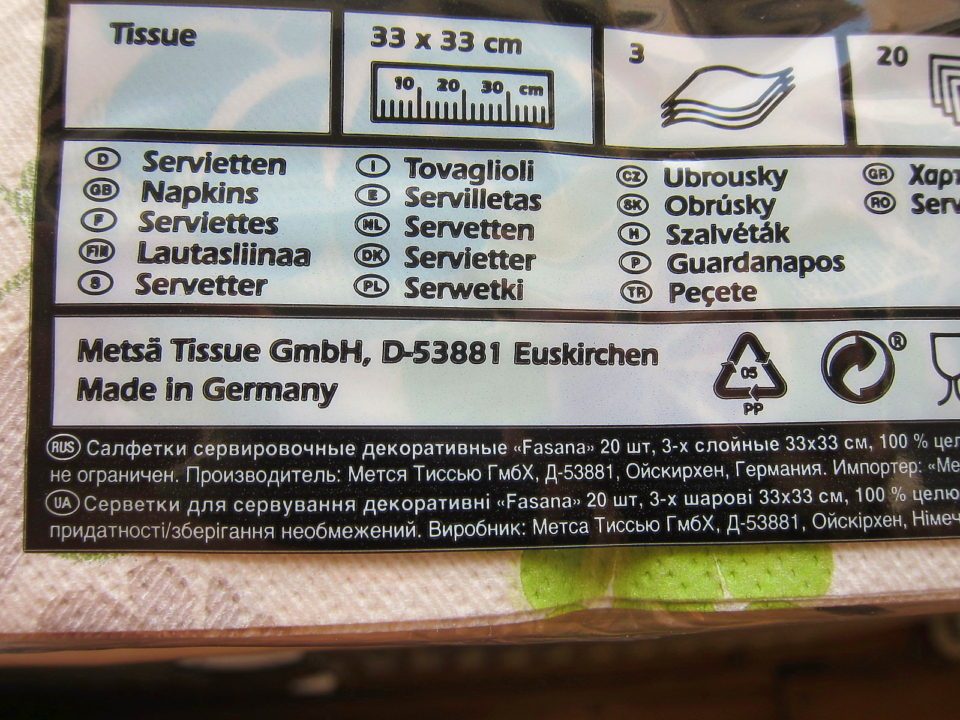 Tissue
33 x 33 cm
10 20 30 cm
3
20
D Servietten
GB Napkins
F Serviettes
FIN Lautasliinaa
S Servetter
I Tovaglioli
E Servilletas
NL Servetten
DK Servietter
PL Serwetki
CZ Ubrousky
SK Obrúsky
H Szalvéták
P Guardanapos
TR Peçete
GR
RO
Metsä Tissue GmbH, D-53881 Euskirchen
Made in Germany
05
PP
®
RUS Салфетки сервировочные декоративные «Fasana» 20 шт, 3-х слойные 33x33 см, 100 %
не ограничен. Производитель: Мется Тиссью ГмбХ, Д-53881, Ойскирхен, Германия. Импортер:
UA Серветки для сервування декоративні «Fasana» 20 шт, 3-х шарові 33x33 см, 100 %
придатності/зберігання необмежений. Виробник: Метса Тиссью ГмбХ, Д-53881, Ойскірхен,